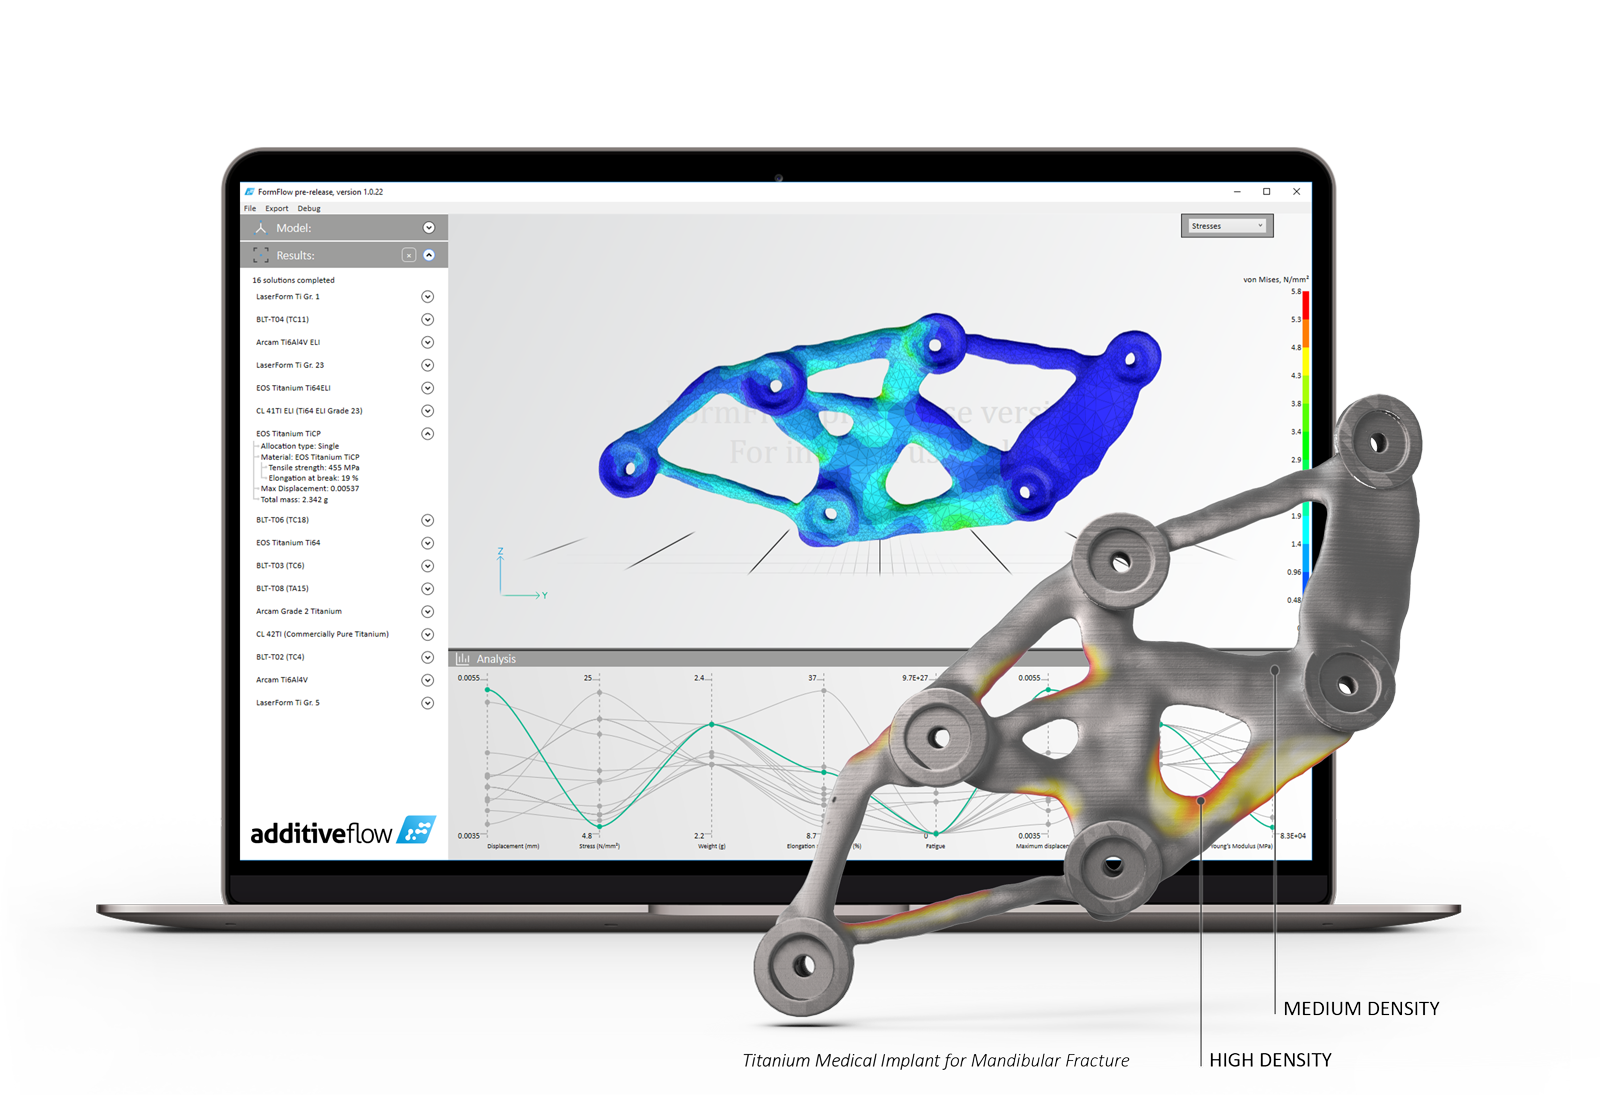 FormFlow pre-release, version 1.0.22
File Export Debug
Model:
Results:
16 solutions completed
LaserForm Ti Gr. 1
BLT-T04 (TC11)
Arcam Ti6Al4V ELI
LaserForm Ti Gr. 23
EOS Titanium Ti64ELI
CL 41TI ELI (Ti64 ELI Grade 23)
EOS Titanium TiCP
Allocation type: Single
Material: EOS Titanium TiCP
Tensile strength: 455 MPa
Elongation at break: 19 %
Max Displacement: 0.00537
Total mass: 2.342 g
BLT-T06 (TC18)
EOS Titanium Ti64
BLT-T03 (TC6)
BLT-T08 (TA15)
Arcam Grade 2 Titanium
CL 42TI (Commercially Pure Titanium)
BLT-T02 (TC4)
Arcam Ti6Al4V
LaserForm Ti Gr. 5
additiveflow
Stresses
von Mises, N/mm²
5.8
5.3
4.8
4.3
3.8
3.4
2.9
1.9
1.4
0.96
0.48
For in
Z
Y
Analysis
0.0055 25 2.4 37 9.7E+27 0.0055
0.0035 4.8 2.2 8.7 0 0.0035 8.3E+04
Displacement (mm) Stress (N/mm²) Weight (g) Elongation (%) Fatigue Maximum displacem Young's Modulus (MPa)
MEDIUM DENSITY
HIGH DENSITY
Titanium Medical Implant for Mandibular Fracture